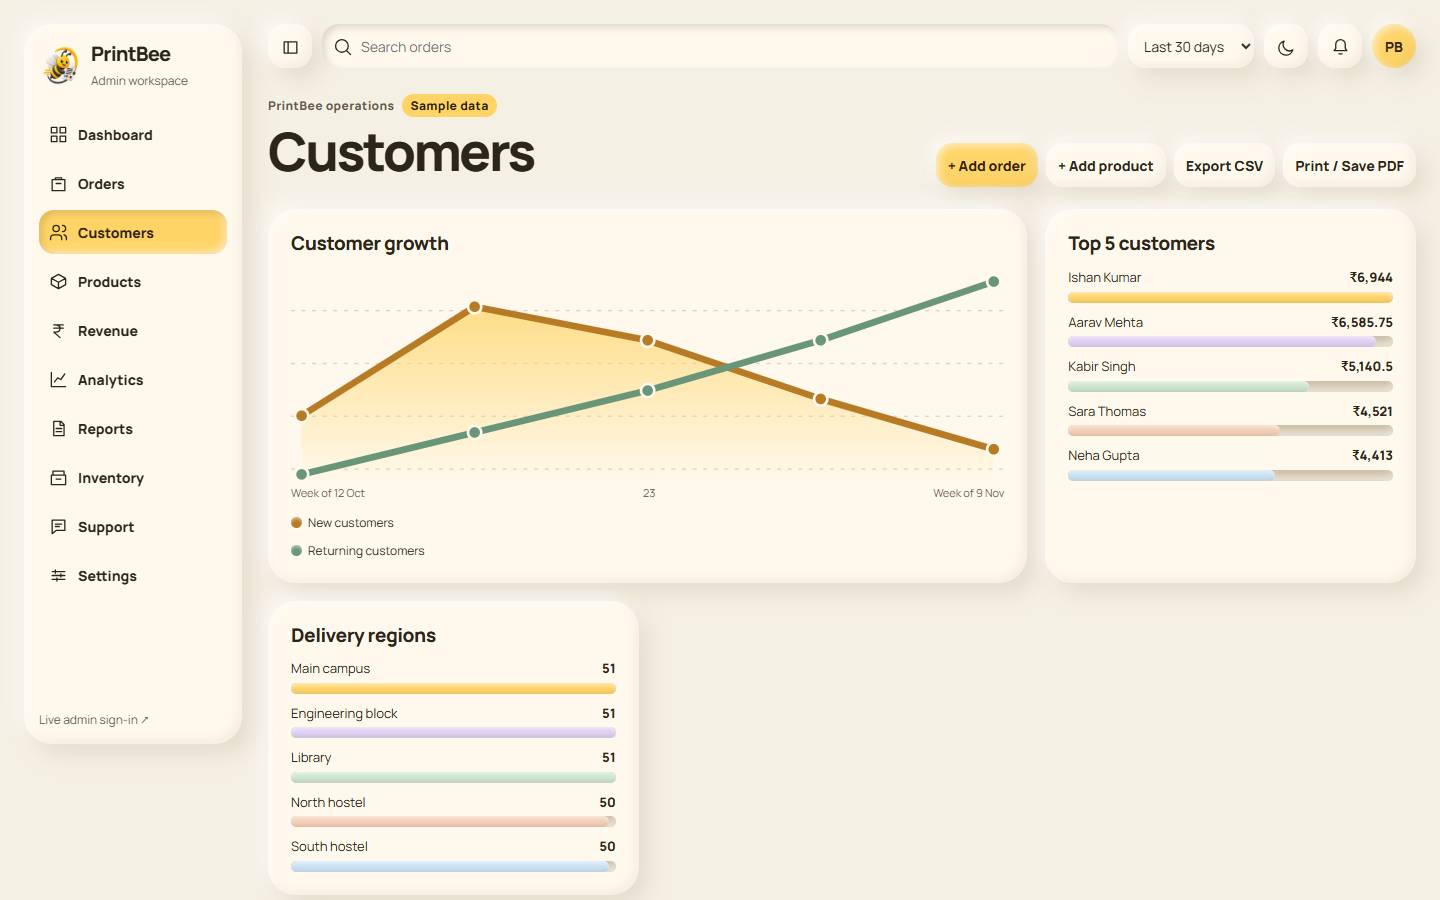 PrintBee
Admin workspace
Dashboard
Orders
Customers
Products
Revenue
Analytics
Reports
Inventory
Support
Settings
Live admin sign-in ↗
Search orders
Last 30 days
PB
PrintBee operations
Sample data
Customers
+ Add order
+ Add product
Export CSV
Print / Save PDF
Customer growth
Week of 12 Oct
23
Week of 9 Nov
New customers
Returning customers
Top 5 customers
Ishan Kumar ₹6,944
Aarav Mehta ₹6,585.75
Kabir Singh ₹5,140.5
Sara Thomas ₹4,521
Neha Gupta ₹4,413
Delivery regions
Main campus 51
Engineering block 51
Library 51
North hostel 50
South hostel 50